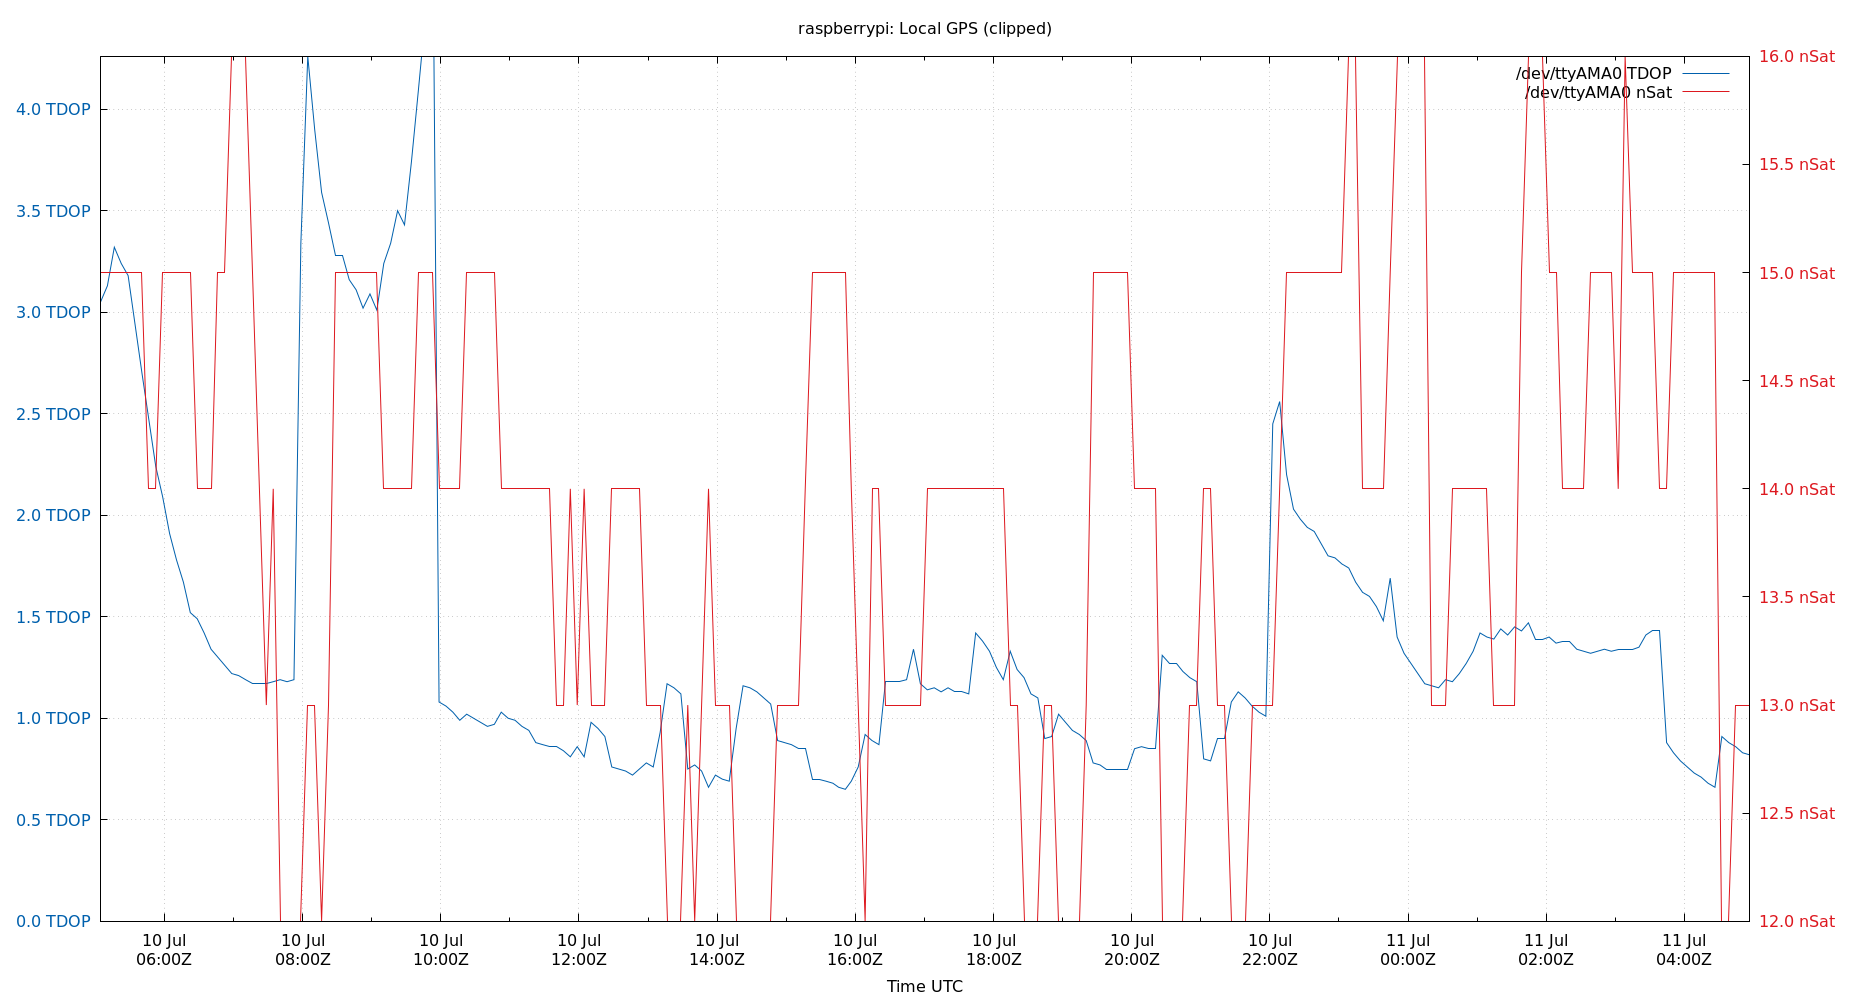 raspberrypi: Local GPS (clipped)
/dev/ttyAMA0 TDOP
/dev/ttyAMA0 nSat
4.0 TDOP
3.5 TDOP
3.0 TDOP
2.5 TDOP
2.0 TDOP
1.5 TDOP
1.0 TDOP
0.5 TDOP
0.0 TDOP
16.0 nSat
15.5 nSat
15.0 nSat
14.5 nSat
14.0 nSat
13.5 nSat
13.0 nSat
12.5 nSat
12.0 nSat
10 Jul
06:00Z
10 Jul
08:00Z
10 Jul
10:00Z
10 Jul
12:00Z
10 Jul
14:00Z
10 Jul
16:00Z
10 Jul
18:00Z
10 Jul
20:00Z
10 Jul
22:00Z
11 Jul
00:00Z
11 Jul
02:00Z
11 Jul
04:00Z
Time UTC